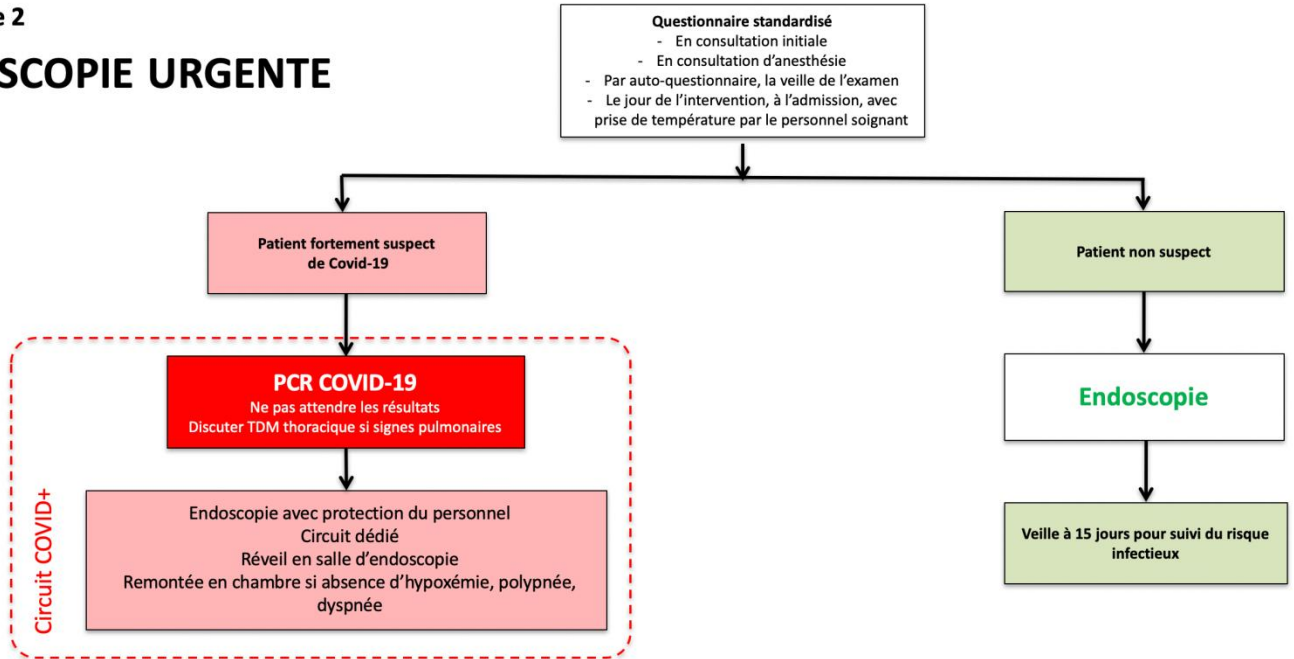 e 2
SCOPIE URGENTE
Questionnaire standardisé
- En consultation initiale
- En consultation d'anesthésie
- Par auto-questionnaire, la veille de l'examen
- Le jour de l'intervention, à l'admission, avec
prise de température par le personnel soignant
Patient fortement suspect
de Covid-19
Patient non suspect
PCR COVID-19
Ne pas attendre les résultats
Discuter TDM thoracique si signes pulmonaires
Endoscopie
Circuit COVID+
Endoscopie avec protection du personnel
Circuit dédié
Réveil en salle d'endoscopie
Remontée en chambre si absence d'hypoxémie, polypnée,
dyspnée
Veille à 15 jours pour suivi du risque
infectieux